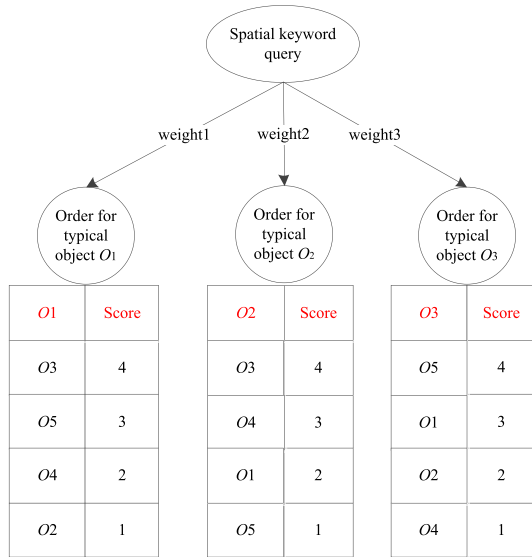 Spatial keyword
query
weight1 weight2 weight3
Order for
typical
object O1
Order for
typical
object O2
Order for
typical
object O3
O1 Score
O3 4
O5 3
O4 2
O2 1
O2 Score
O3 4
O4 3
O1 2
O5 1
O3 Score
O5 4
O1 3
O2 2
O4 1